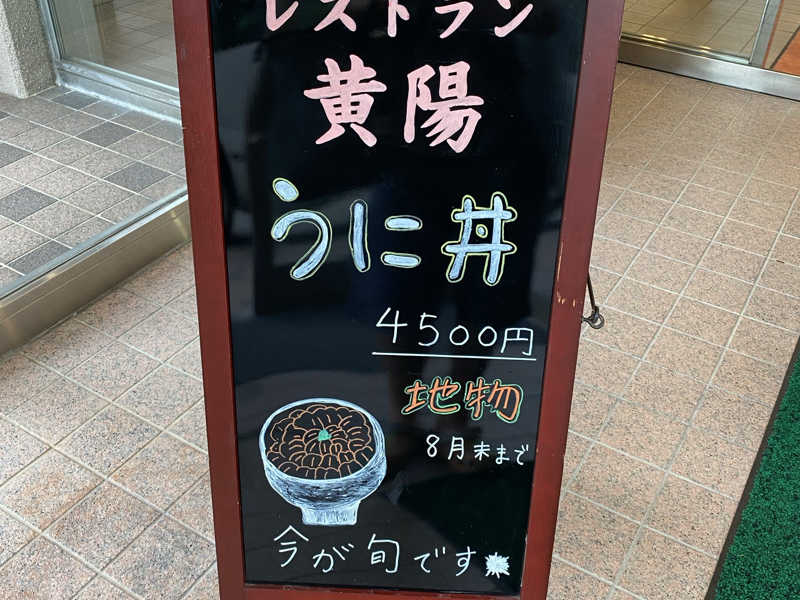 レストラン
黄陽
うに丼
4500円
地物
8月末まで
今が旬です